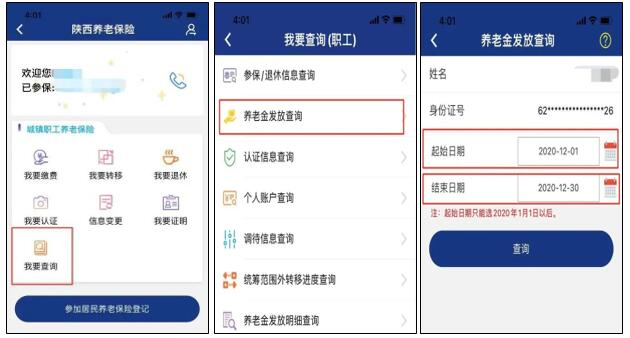 4:01
陕西养老保险
欢迎您
已参保:
城镇职工养老保险
我要缴费
我要转移
我要退休
我要认证
信息变更
我要证明
我要查询
参加居民养老保险登记
4:01
我要查询(职工)
参保/退休信息查询
养老金发放查询
认证信息查询
个人账户查询
调待信息查询
统筹范围外转移进度查询
养老金发放明细查询
4:01
养老金发放查询
姓名
身份证号 62****************26
起始日期 2020-12-01
结束日期 2020-12-30
注：起始日期只能选2020年1月1日以后。
查询